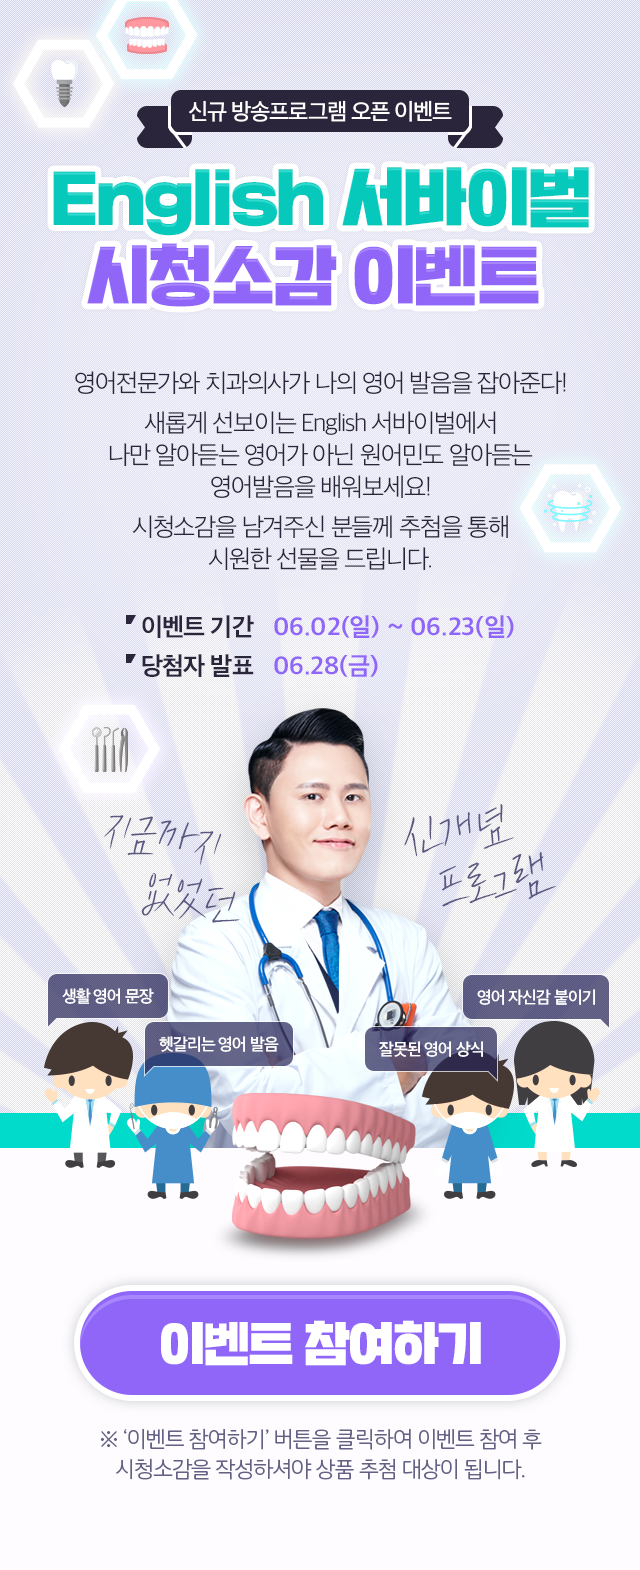 신규 방송프로그램 오픈 이벤트
English 서바이벌
시청소감 이벤트
영어전문가와 치과의사가 나의 영어 발음을 잡아준다!
새롭게 선보이는 English 서바이벌에서
나만 알아듣는 영어가 아닌 원어민도 알아듣는
영어발음을 배워보세요!
시청소감을 남겨주신 분들께 추첨을 통해
시원한 선물을 드립니다.
이벤트 기간 06.02(일) ~ 06.23(일)
당첨자 발표 06.28(금)
지금까지
없었던
신개념
프로그램
생활 영어 문장
헷갈리는 영어 발음
잘못된 영어 상식
영어 자신감 붙이기
이벤트 참여하기
※ ‘이벤트 참여하기’ 버튼을 클릭하여 이벤트 참여 후
시청소감을 작성하셔야 상품 추첨 대상이 됩니다.